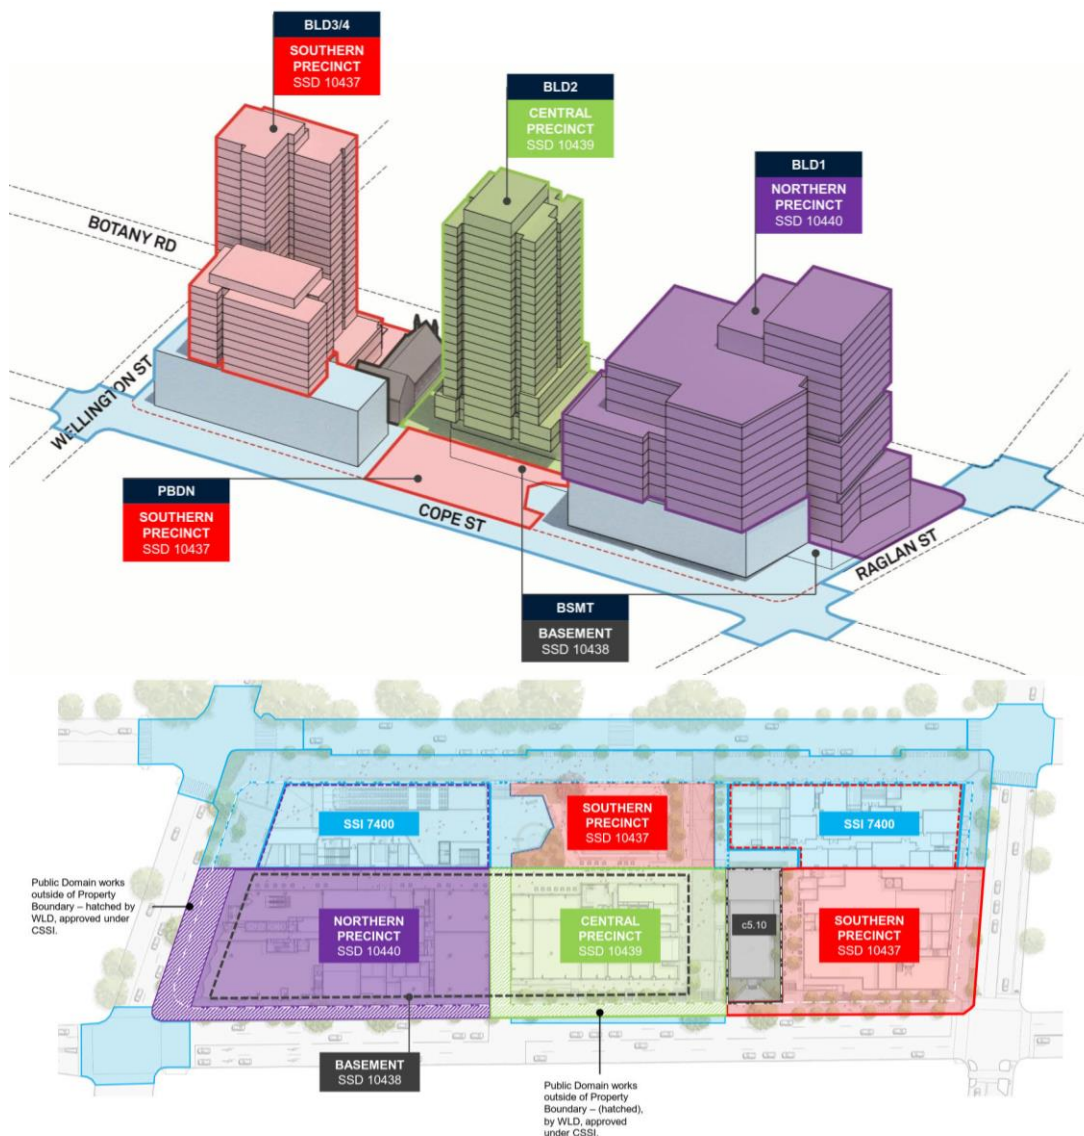 BLD3/4
SOUTHERN
PRECINCT
SSD 10437
BLD2
CENTRAL
PRECINCT
SSD 10439
BLD1
NORTHERN
PRECINCT
SSD 10440
BOTANY RD
WELLINGTON ST
PBDN
SOUTHERN
PRECINCT
SSD 10437
COPE ST
RAGLAN ST
BSMT
BASEMENT
SSD 10438
SSI 7400
SOUTHERN
PRECINCT
SSD 10437
SSI 7400
Public Domain works
outside of Property
Boundary – hatched by
WLD, approved under
CSSI.
NORTHERN
PRECINCT
SSD 10440
CENTRAL
PRECINCT
SSD 10439
c5.10
SOUTHERN
PRECINCT
SSD 10437
BASEMENT
SSD 10438
Public Domain works
outside of Property
Boundary – (hatched),
by WLD, approved
under CSSI.